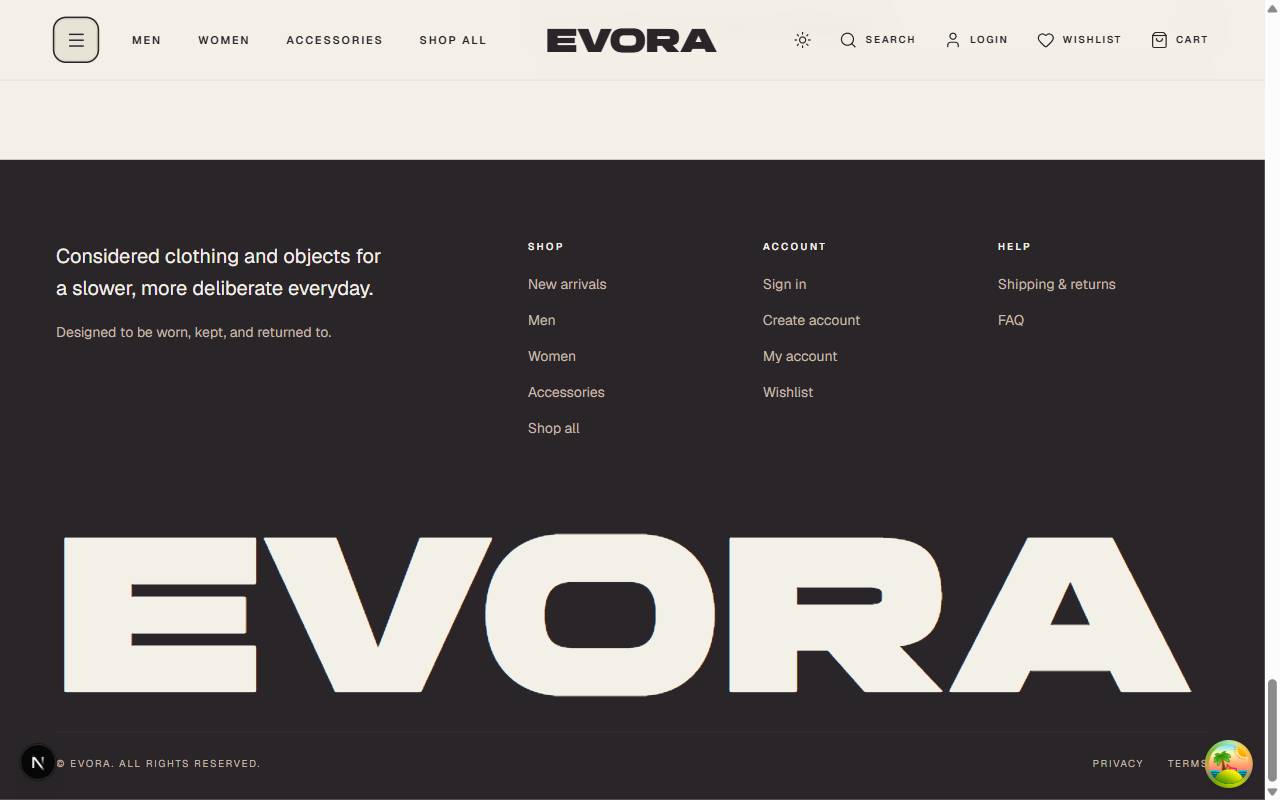 MEN WOMEN ACCESSORIES SHOP ALL EVORA SEARCH LOGIN WISHLIST CART
Considered clothing and objects for
a slower, more deliberate everyday.
Designed to be worn, kept, and returned to.
SHOP
New arrivals
Men
Women
Accessories
Shop all
ACCOUNT
Sign in
Create account
My account
Wishlist
HELP
Shipping & returns
FAQ
EVORA
N
© EVORA. ALL RIGHTS RESERVED.
PRIVACY TERMS